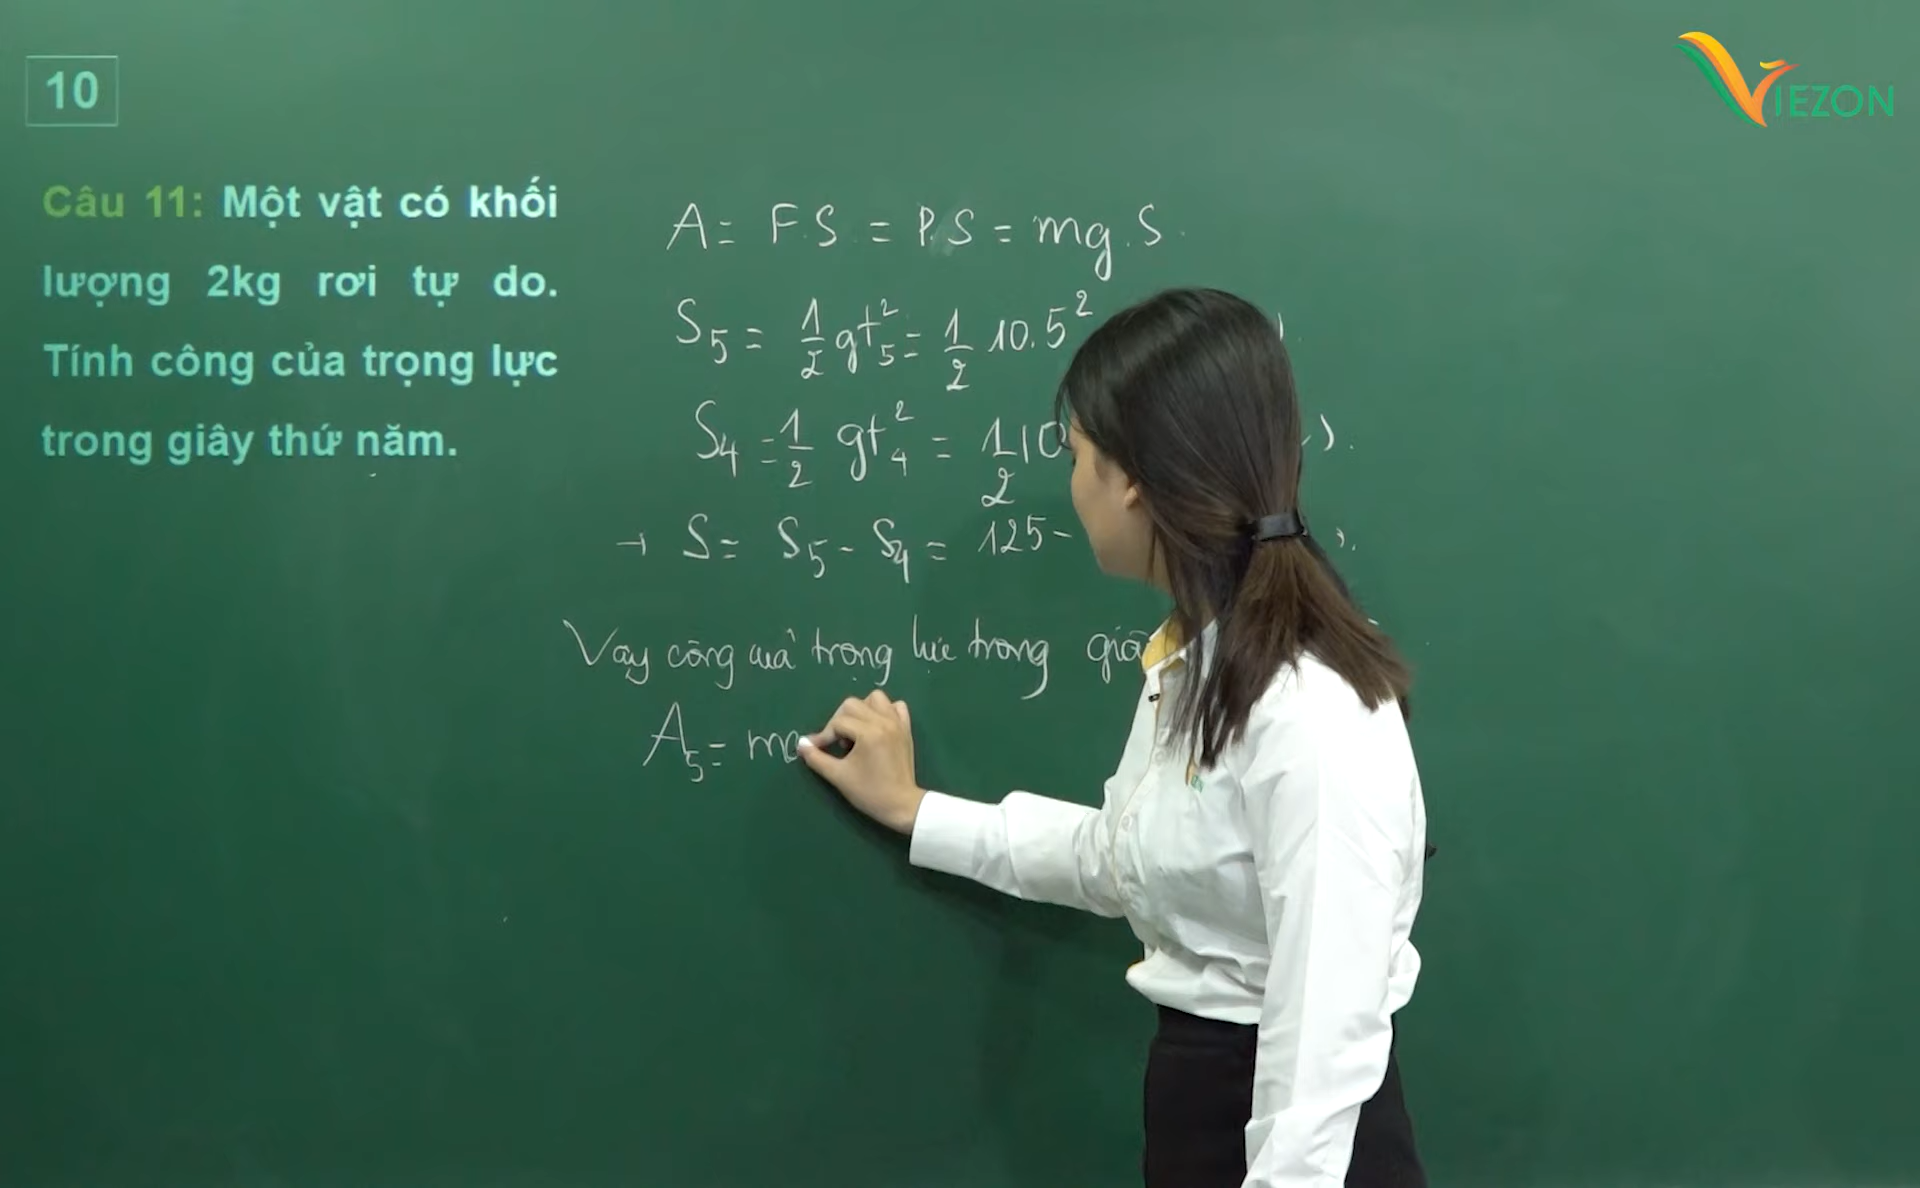 10
VIEZON
Câu 11: Một vật có khối
lượng 2kg rơi tự do.
Tính công của trọng lực
trong giây thứ năm.
A = F.S = P.S = mg.S
S₅ = 1/2 gt₅² = 1/2 10.5²
S₄ = 1/2 gt₄² = 1/2 10
→ S = S₅ - S₄ = 125 -
Vay công của trọng lực trong
A₅ = m